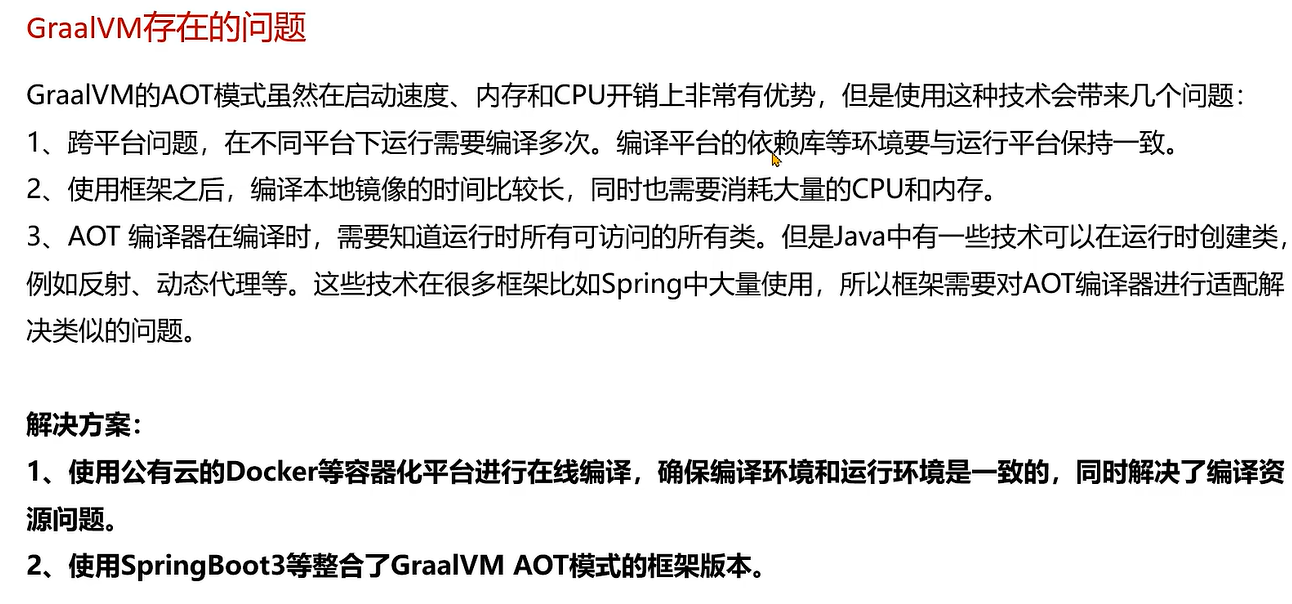 GraalVM存在的问题
GraalVM的AOT模式虽然在启动速度、内存和CPU开销上非常有优势，但是使用这种技术会带来几个问题：
1、跨平台问题，在不同平台下运行需要编译多次。编译平台的依赖库等环境要与运行平台保持一致。
2、使用框架之后，编译本地镜像的时间比较长，同时也需要消耗大量的CPU和内存。
3、AOT 编译器在编译时，需要知道运行时所有可访问的所有类。但是Java中有一些技术可以在运行时创建类，
例如反射、动态代理等。这些技术在很多框架比如Spring中大量使用，所以框架需要对AOT编译器进行适配解
决类似的问题。
解决方案：
1、使用公有云的Docker等容器化平台进行在线编译，确保编译环境和运行环境是一致的，同时解决了编译资
源问题。
2、使用SpringBoot3等整合了GraalVM AOT模式的框架版本。